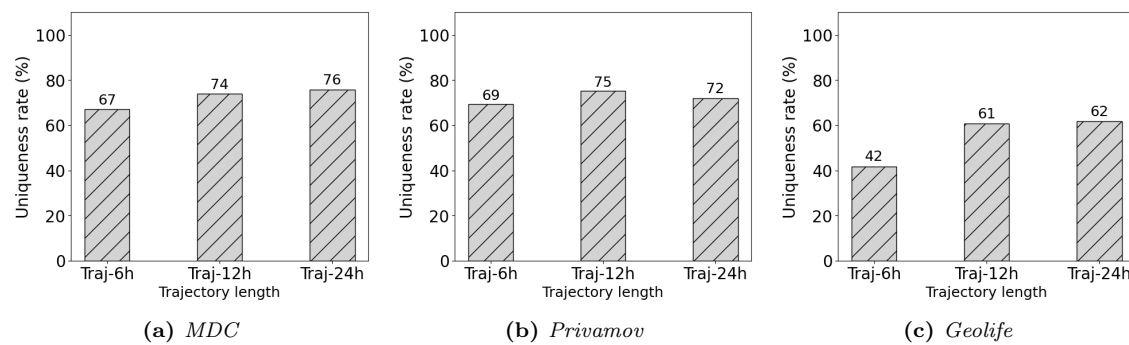 Uniqueness rate (%)
100
80
60
40
20
0
67
74
76
Traj-6h
Traj-12h
Traj-24h
Trajectory length
(a) MDC
Uniqueness rate (%)
100
80
60
40
20
0
69
75
72
Traj-6h
Traj-12h
Traj-24h
Trajectory length
(b) Privamov
Uniqueness rate (%)
100
80
60
40
20
0
42
61
62
Traj-6h
Traj-12h
Traj-24h
Trajectory length
(c) Geolife